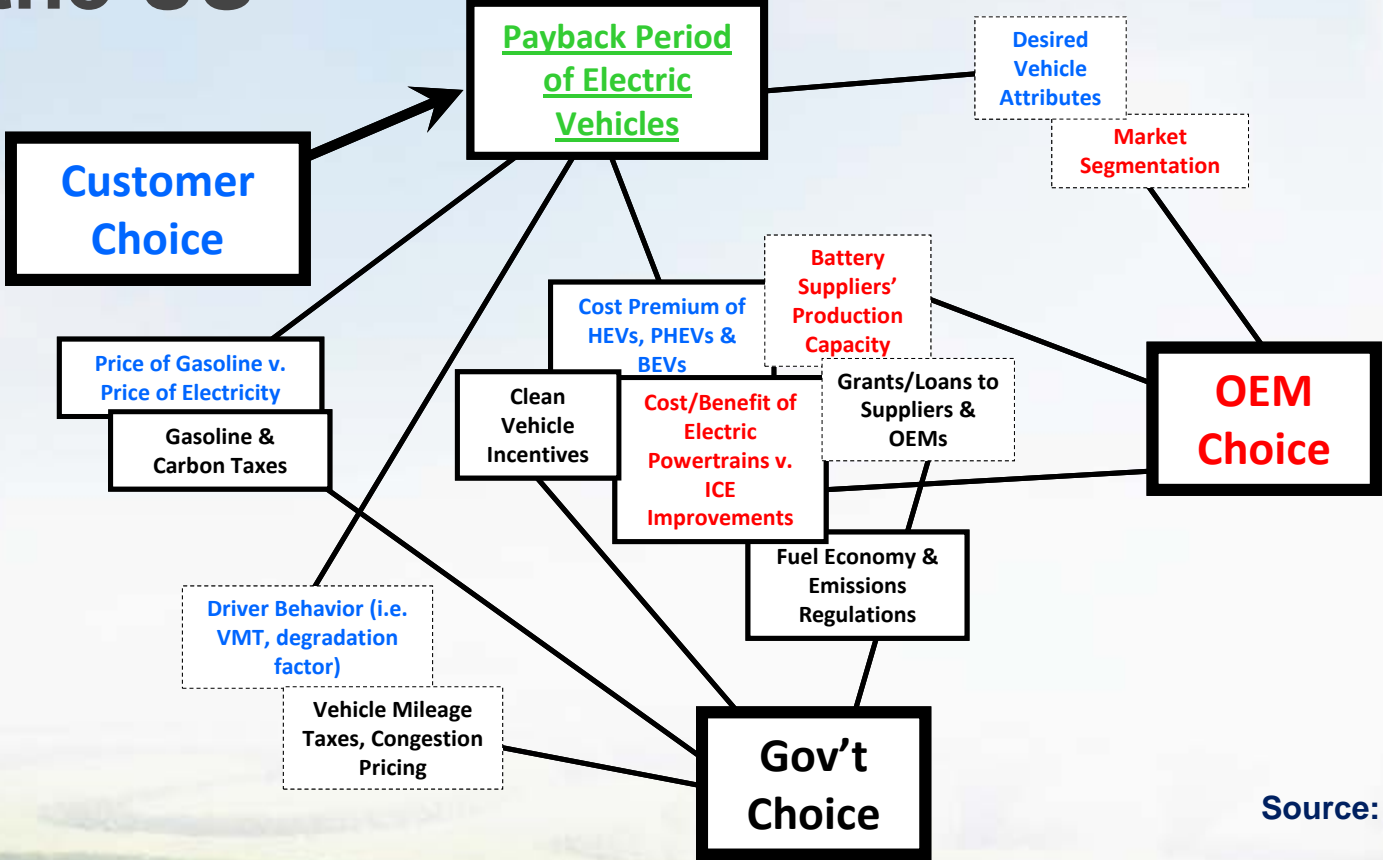 Payback Period
of Electric
Vehicles
Desired
Vehicle
Attributes
Market
Segmentation
Customer
Choice
Battery
Suppliers’
Production
Capacity
Cost Premium of
HEVs, PHEVs &
BEVs
Price of Gasoline v.
Price of Electricity
Gasoline &
Carbon Taxes
Clean
Vehicle
Incentives
Cost/Benefit of
Electric
Powertrains v.
ICE
Improvements
Grants/Loans to
Suppliers &
OEMs
OEM
Choice
Fuel Economy &
Emissions
Regulations
Driver Behavior (i.e.
VMT, degradation
factor)
Vehicle Mileage
Taxes, Congestion
Pricing
Gov’t
Choice
Source: